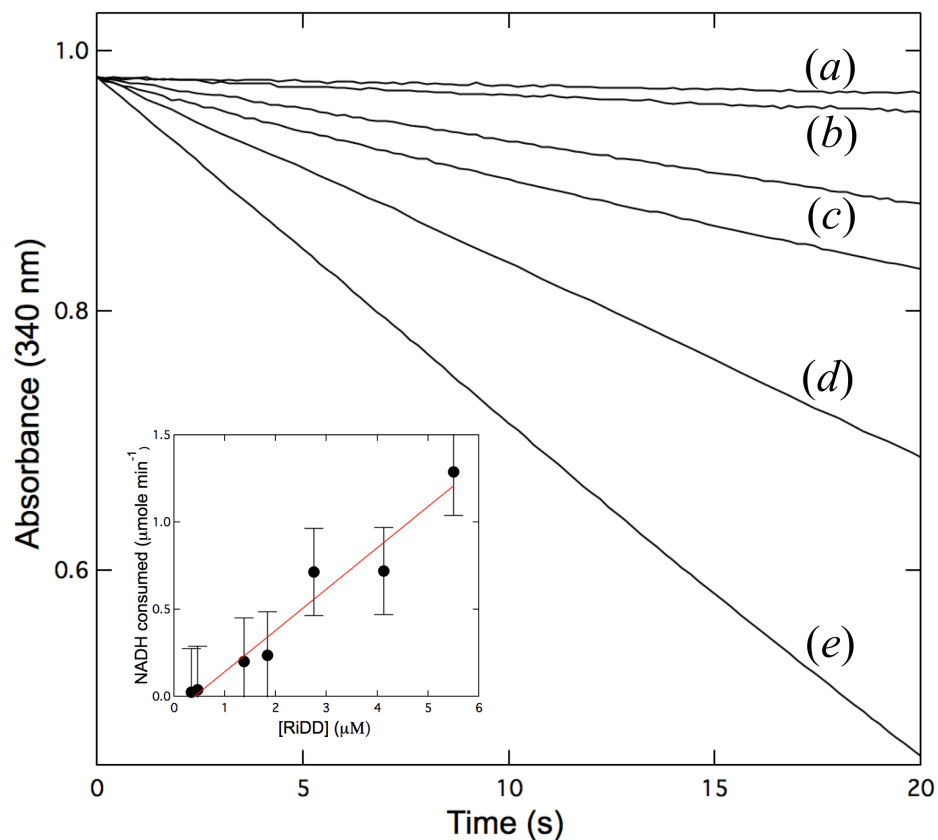 1.0
0.8
0.6
Absorbance (340 nm)
(a)
(b)
(c)
(d)
(e)
1.5
1.0
0.5
0.0
NADH consumed (μmole min⁻¹)
0 1 2 3 4 5 6
[RiDD] (μM)
0 5 10 15 20
Time (s)